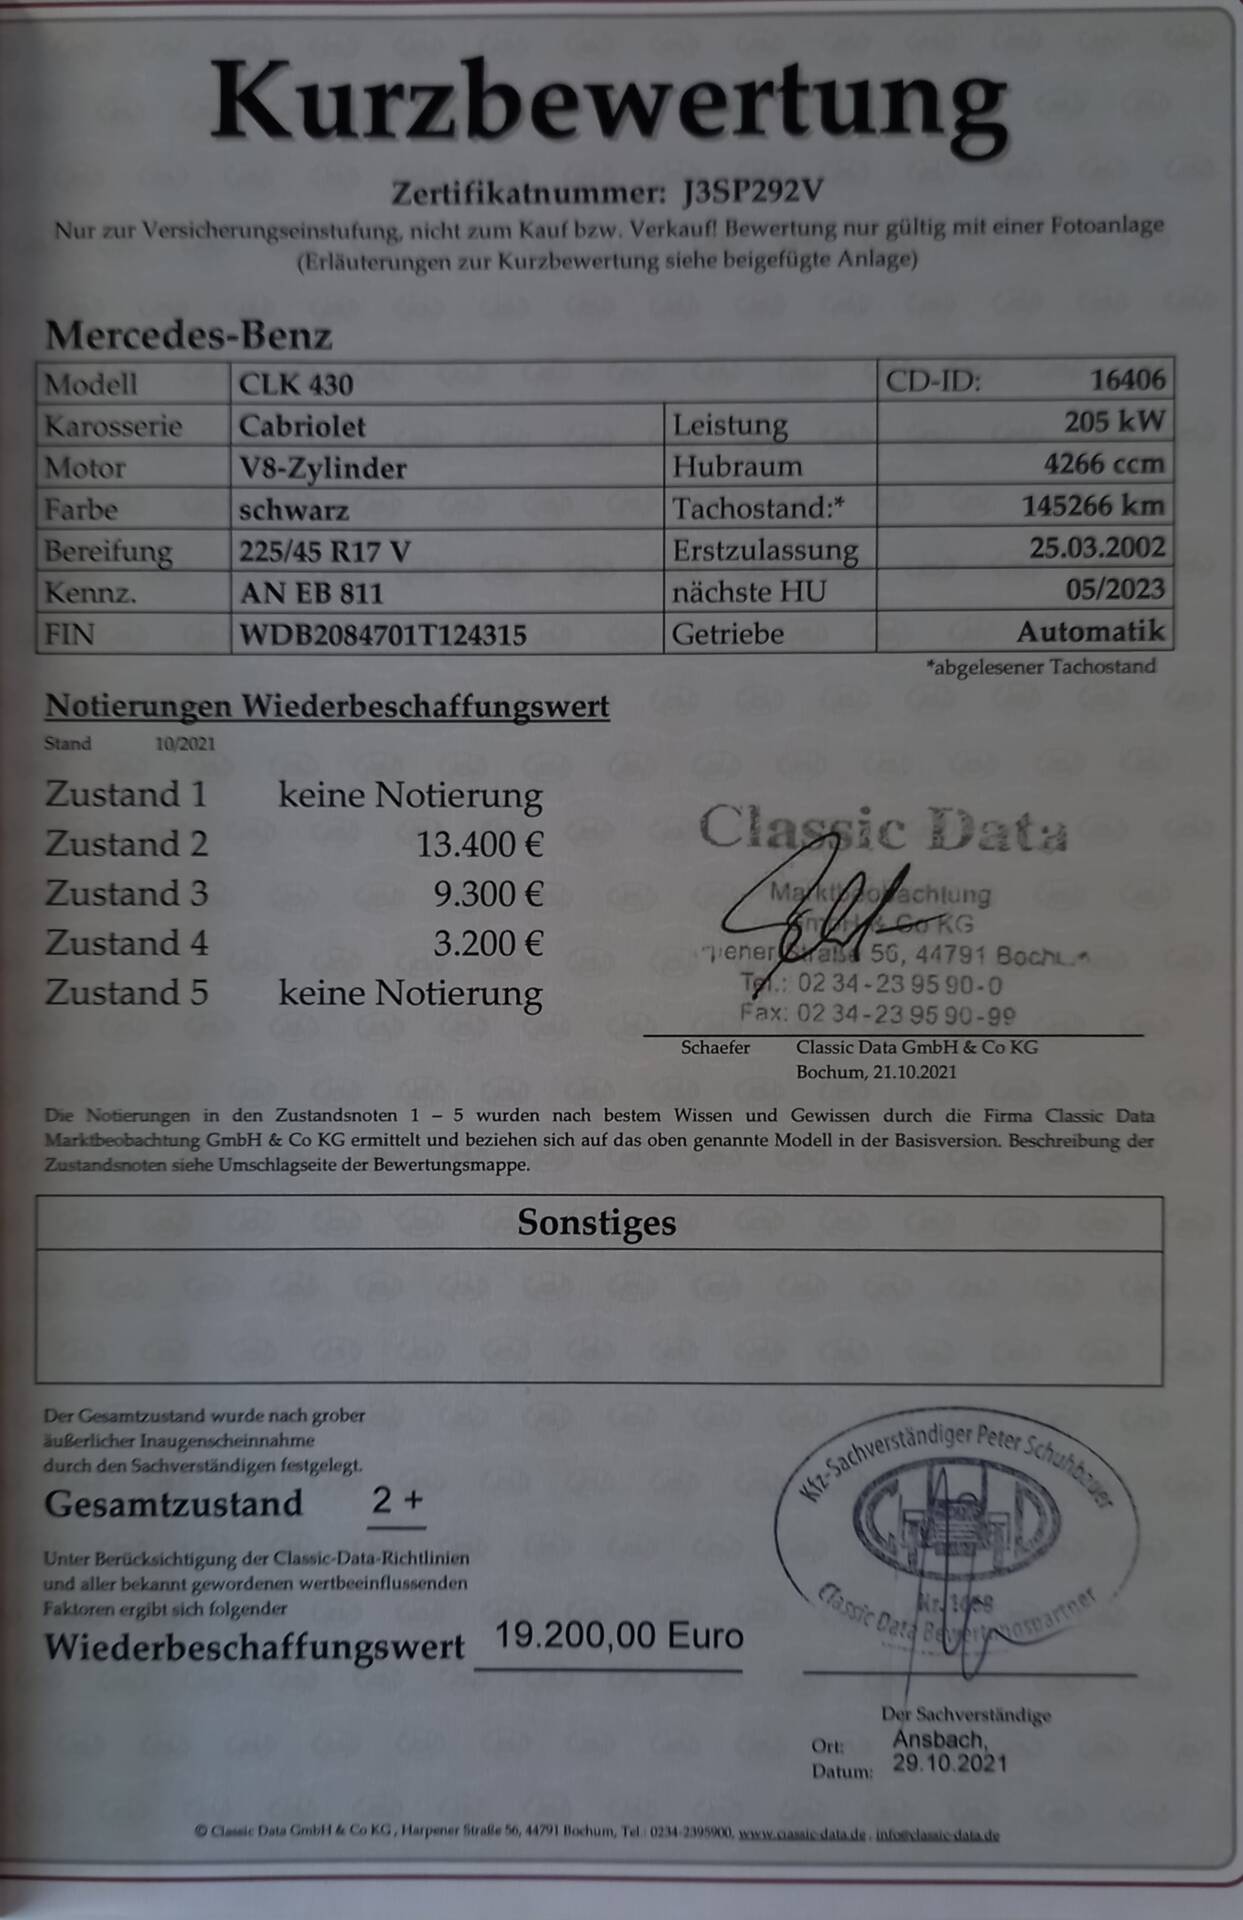 Kurzbewertung
Zertifikatnummer: J3SP292V
Nur zur Versicherungseinstufung, nicht zum Kauf bzw. Verkauf! Bewertung nur gültig mit einer Fotoanlage
(Erläuterungen zur Kurzbewertung siehe beigefügte Anlage)
Mercedes-Benz
Modell CLK 430 CD-ID: 16406
Karosserie Cabriolet Leistung 205 kW
Motor V8-Zylinder Hubraum 4266 ccm
Farbe schwarz Tachostand:* 145266 km
Bereifung 225/45 R17 V Erstzulassung 25.03.2002
Kennz. AN EB 811 nächste HU 05/2023
FIN WDB2084701T124315 Getriebe Automatik
*abgelesener Tachostand
Notierungen Wiederbeschaffungswert
Stand 10/2021
Zustand 1 keine Notierung
Zustand 2 13.400 €
Zustand 3 9.300 €
Zustand 4 3.200 €
Zustand 5 keine Notierung
Classic Data
Marktbeobachtung
GmbH & Co KG
Straße 56, 44791 Bochum
Tel.: 02 34-23 95 90-0
Fax: 02 34-23 95 90-99
Schaefer Classic Data GmbH & Co KG
Bochum, 21.10.2021
Die Notierungen in den Zustandsnoten 1 – 5 wurden nach bestem Wissen und Gewissen durch die Firma Classic Data
Marktbeobachtung GmbH & Co KG ermittelt und beziehen sich auf das oben genannte Modell in der Basisversion. Beschreibung der
Zustandsnoten siehe Umschlagseite der Bewertungsmappe.
Sonstiges
Der Gesamtzustand wurde nach grober
äußerlicher Inaugenscheinnahme
durch den Sachverständigen festgelegt.
Gesamtzustand 2 +
Unter Berücksichtigung der Classic-Data-Richtlinien
und aller bekannt gewordenen wertbeeinflussenden
Faktoren ergibt sich folgender
Wiederbeschaffungswert 19.200,00 Euro
Kfz-Sachverständiger Peter Schuhbauer
Classic Data Bewertungspartner
Der Sachverständige
Ort: Ansbach,
Datum: 29.10.2021
© Classic Data GmbH & Co KG, Harpener Straße 56, 44791 Bochum, Tel.: 0234-2395900, www.classic-data.de, info@classic-data.de